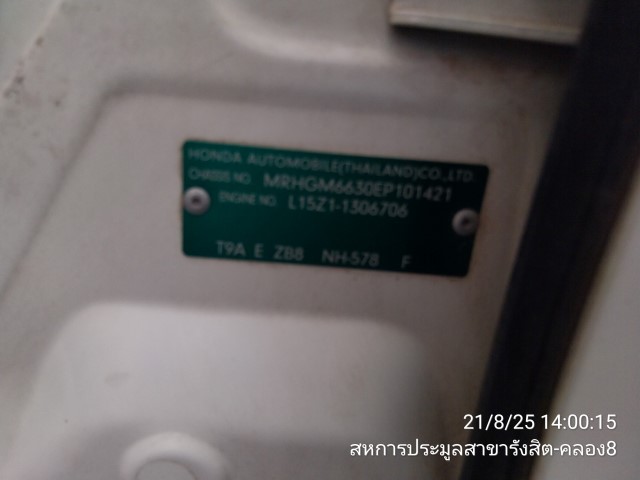 HONDA AUTOMOBILE(THAILAND)CO.,LTD.
CHASSIS NO. MRHGM6630EP101421
ENGINE NO. L15Z1-1306706
T9A E ZB8 NH-578 F
21/8/25 14:00:15
สหการประมูลสาขารังสิต-คลอง8